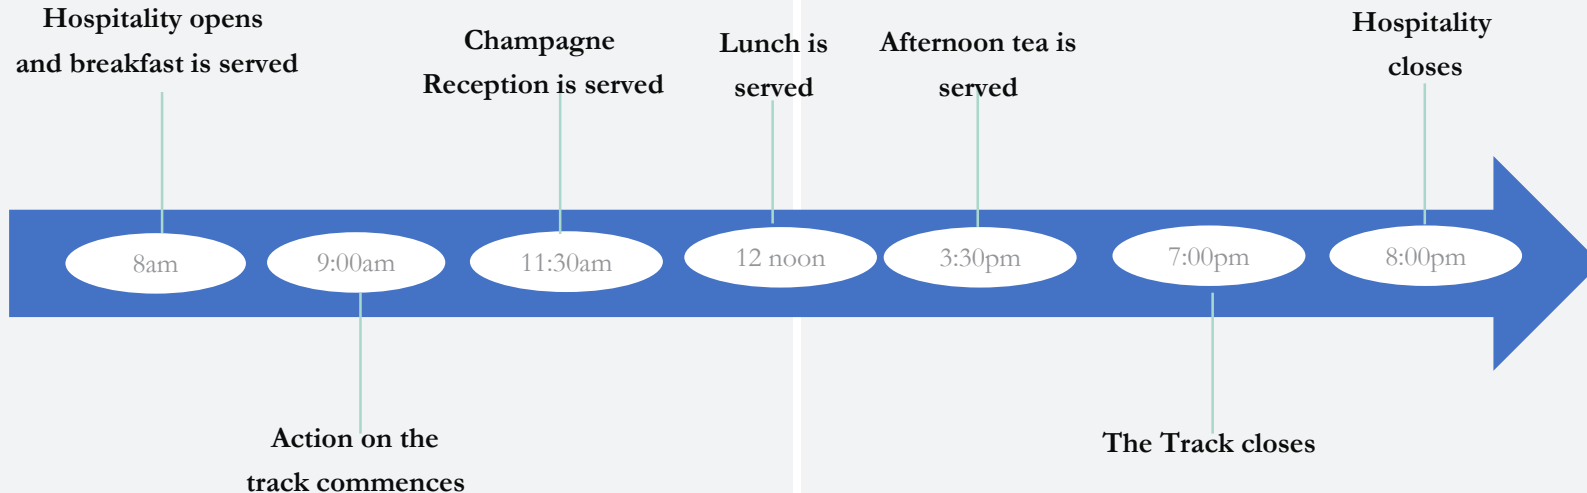 Hospitality opens
and breakfast is served
Champagne
Reception is served
Lunch is
served
Afternoon tea is
served
Hospitality
closes
8am
9:00am
11:30am
12 noon
3:30pm
7:00pm
8:00pm
Action on the
track commences
The Track closes